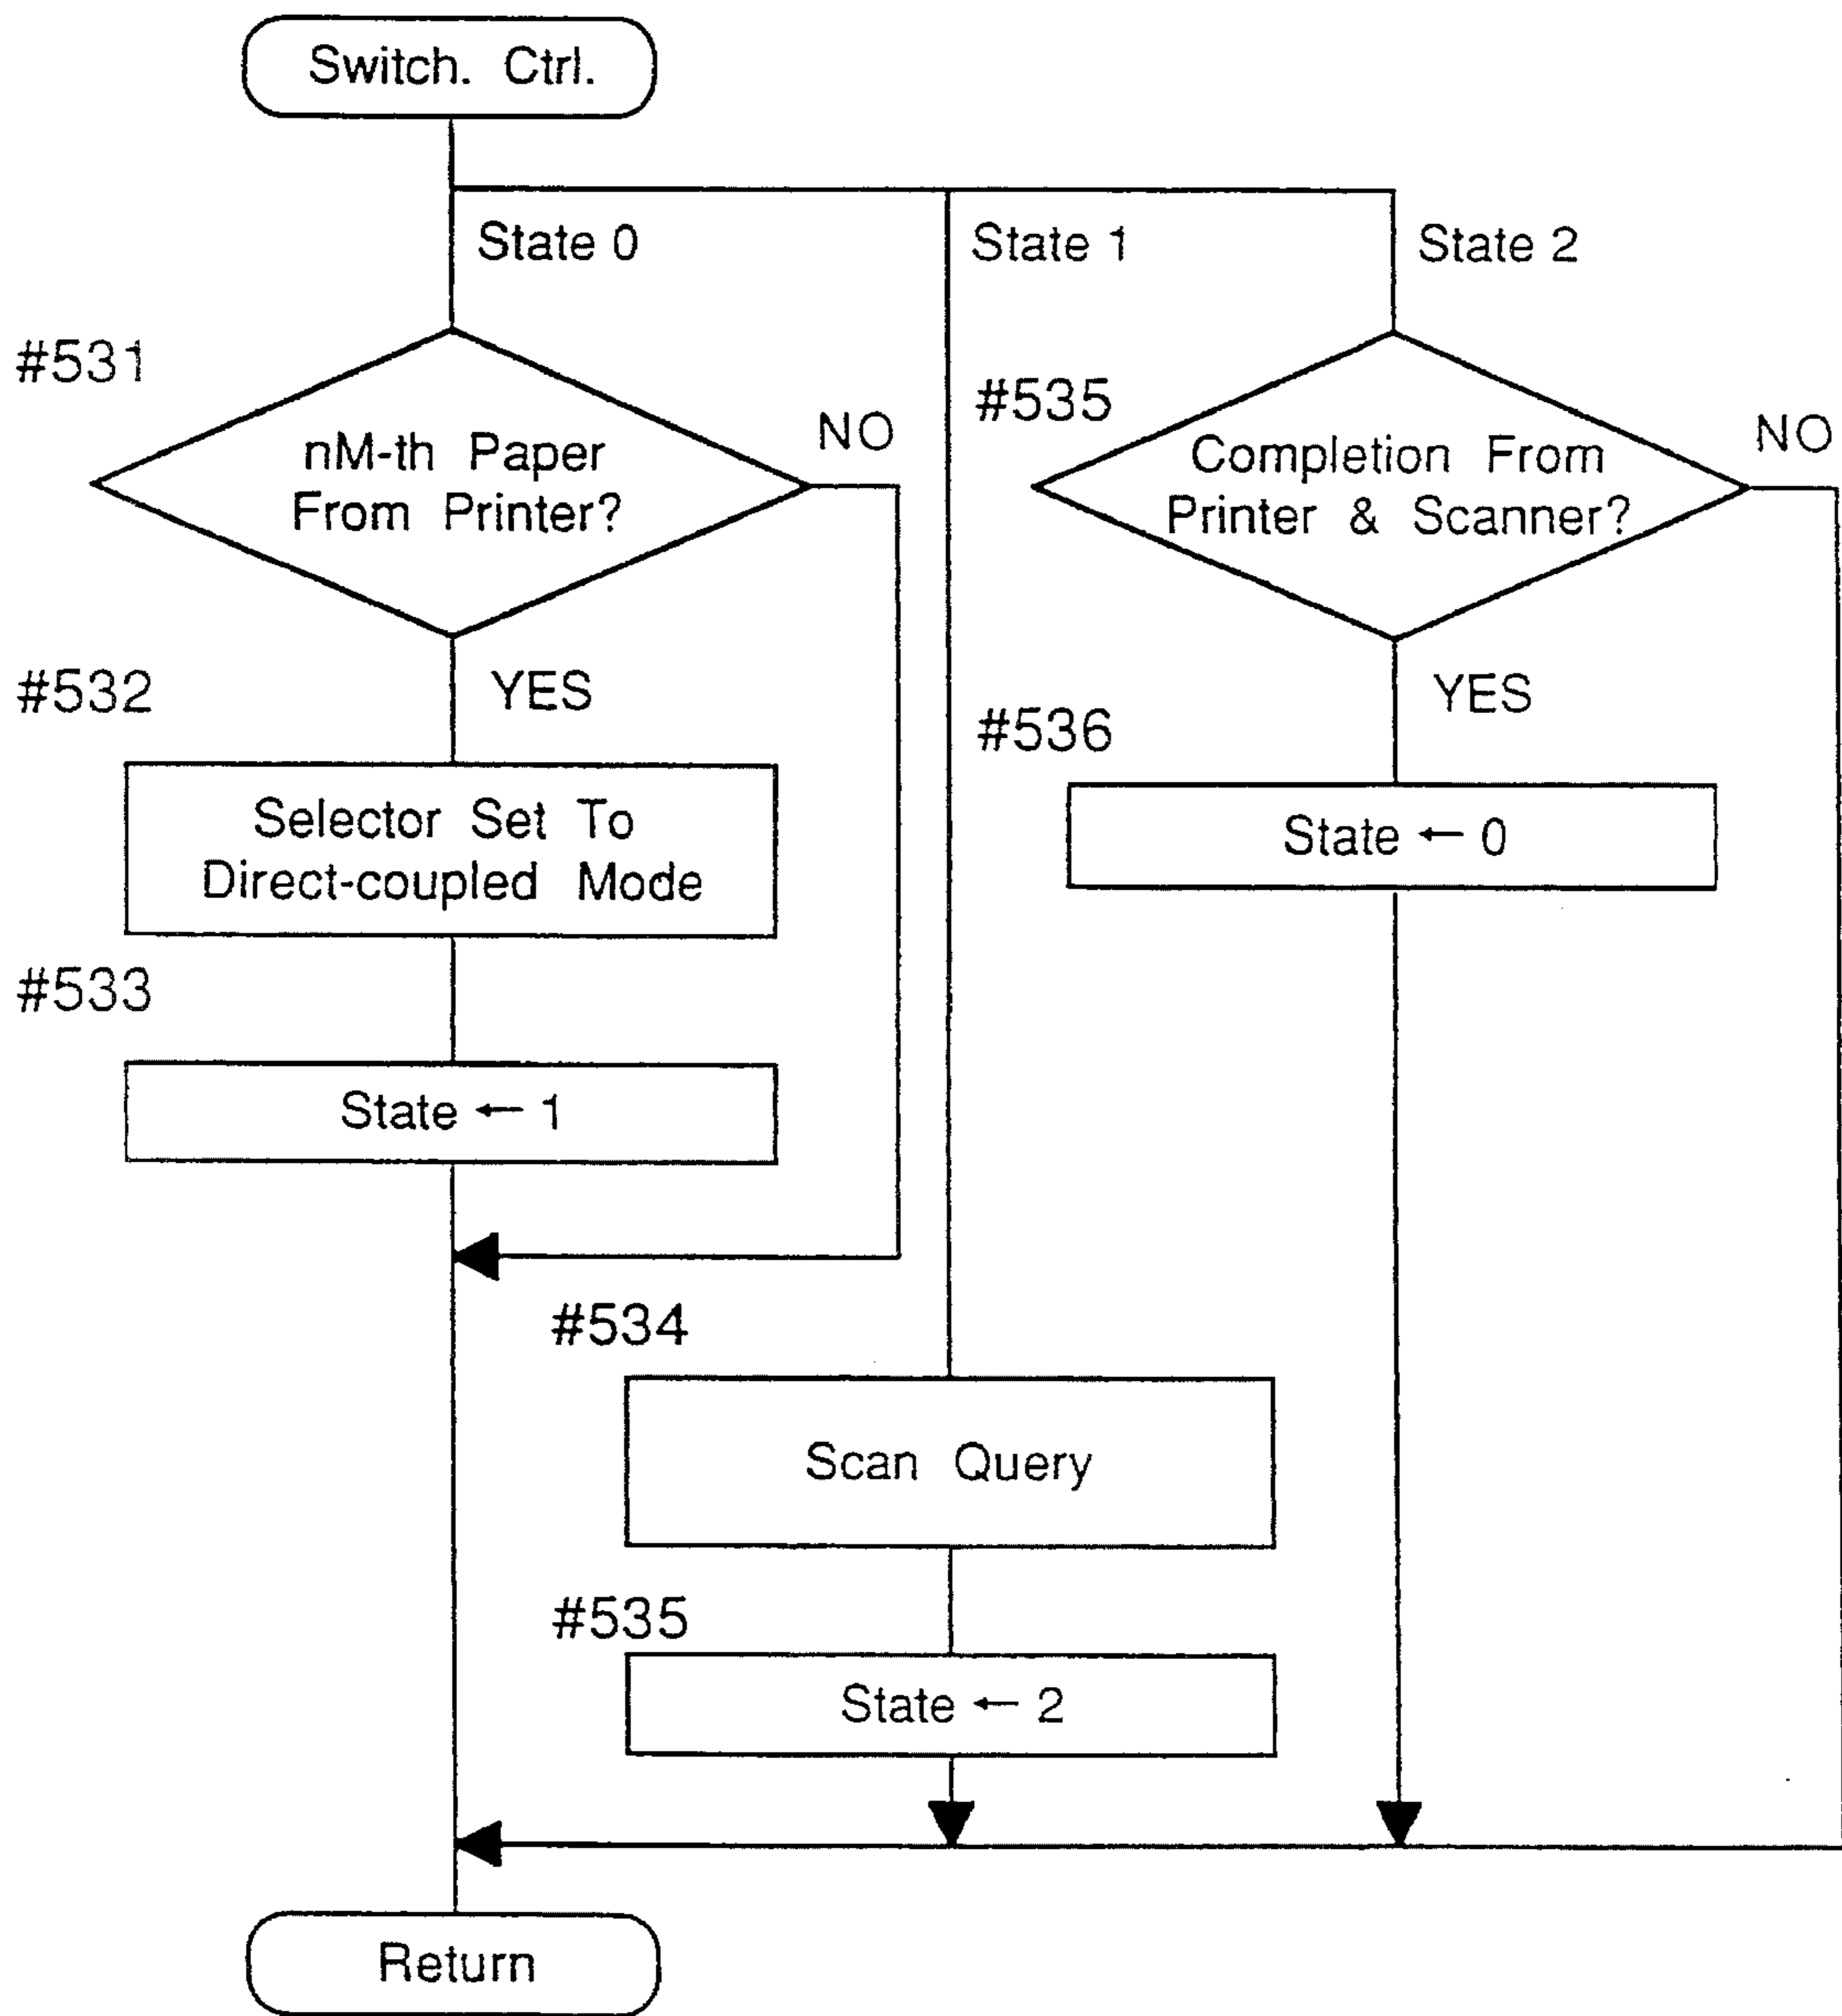 Switch. Ctrl.
State 0
State 1
State 2
#531
nM-th Paper
From Printer?
NO
#535
Completion From
Printer & Scanner?
NO
#532
YES
Selector Set To
Direct-coupled Mode
#533
State ← 1
#536
YES
State ← 0
#534
Scan Query
#535
State ← 2
Return